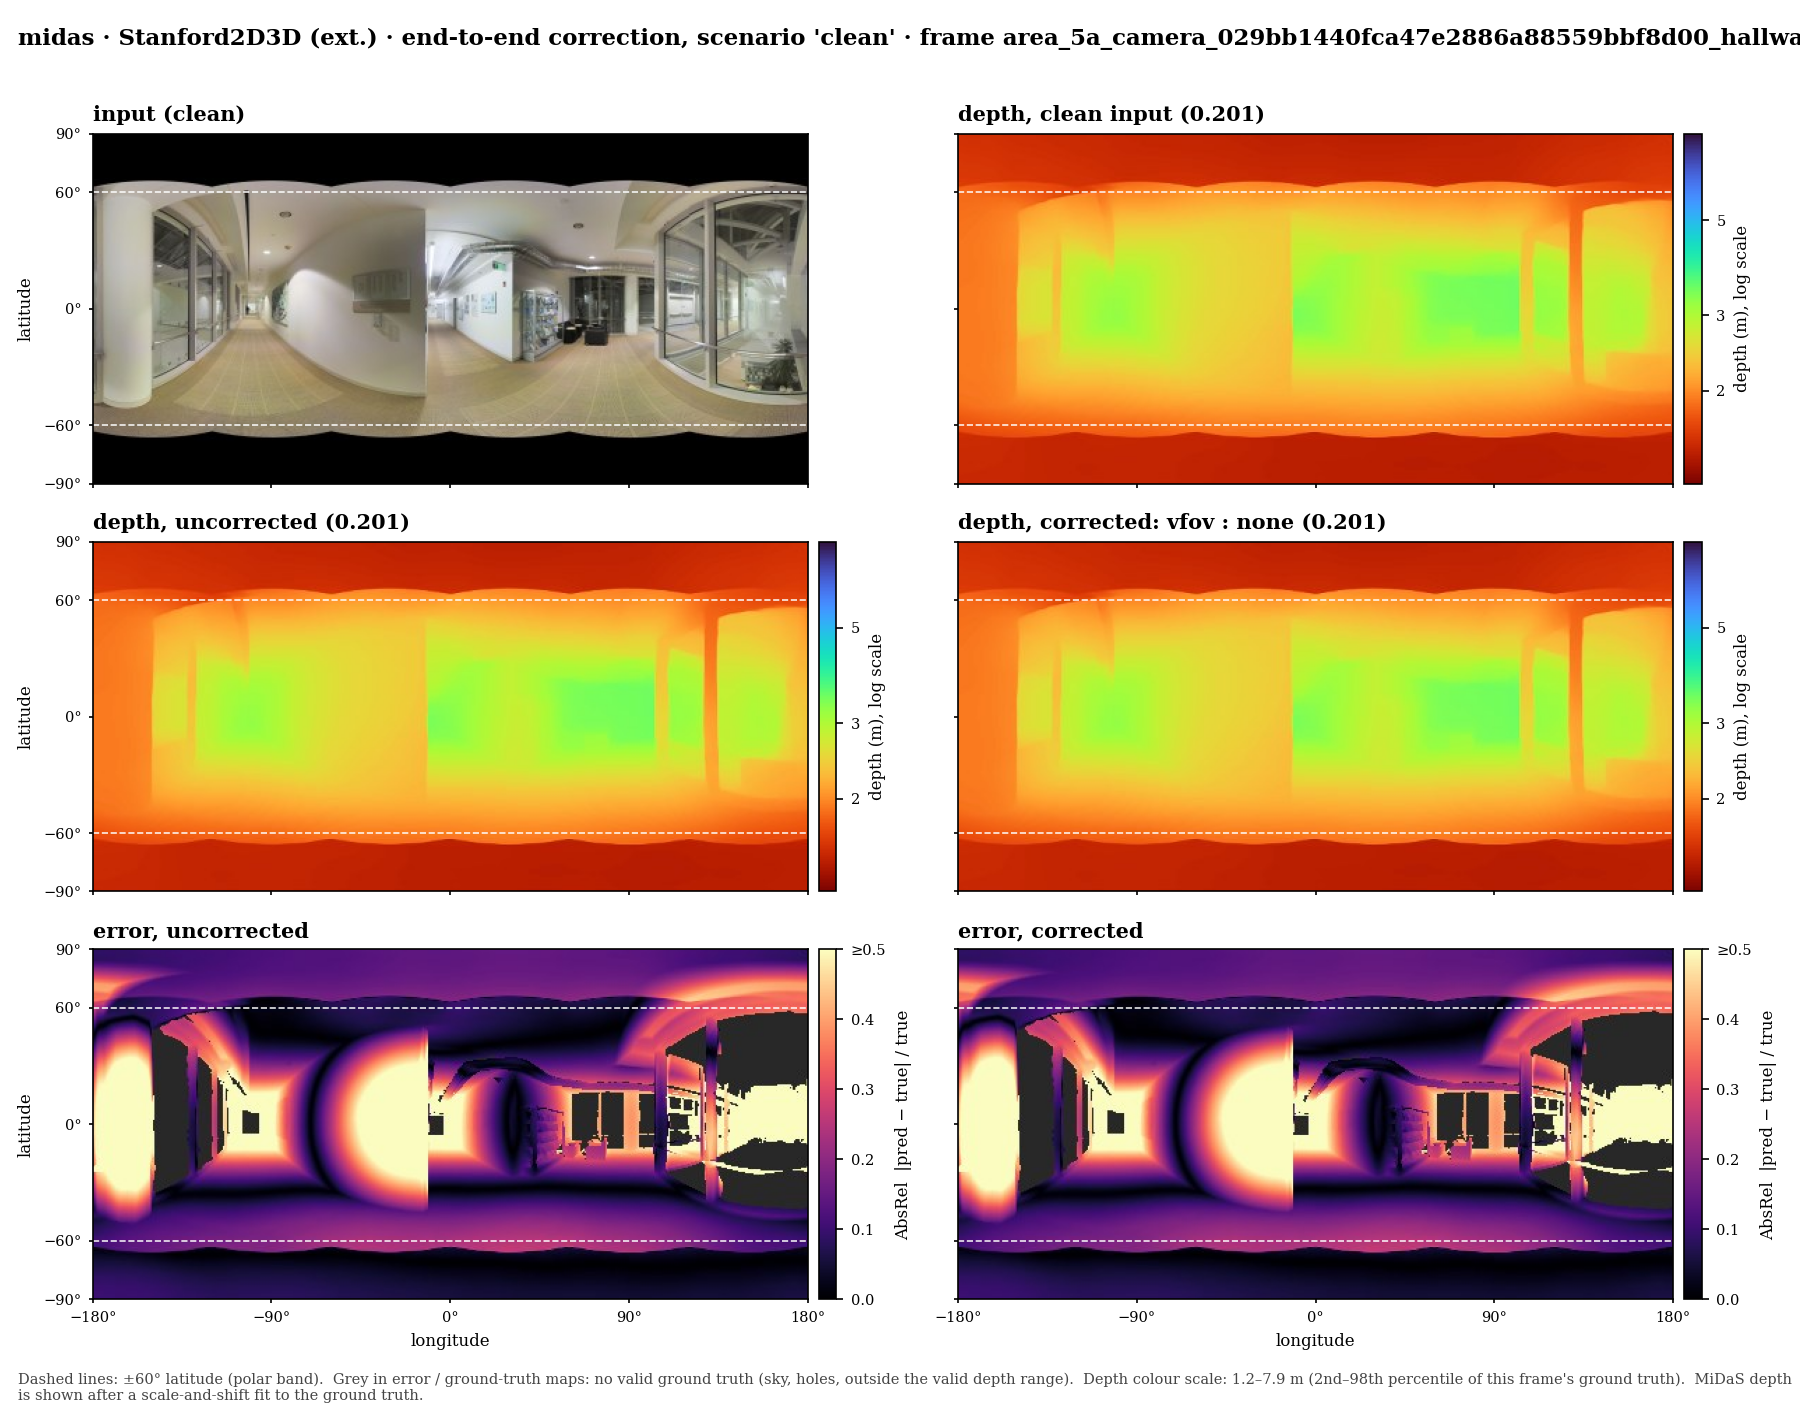 midas · Stanford2D3D (ext.) · end-to-end correction, scenario 'clean' · frame area_5a_camera_029bb1440fca47e2886a88559bbf8d00_hallwa
input (clean)
90°
60°
0°
−60°
−90°
latitude
depth, clean input (0.201)
5
3
2
depth (m), log scale
depth, uncorrected (0.201)
90°
60°
0°
−60°
−90°
latitude
5
3
2
depth (m), log scale
depth, corrected: vfov : none (0.201)
5
3
2
depth (m), log scale
error, uncorrected
90°
60°
0°
−60°
−90°
latitude
−180°
−90°
0°
90°
180°
longitude
≥0.5
0.4
0.3
0.2
0.1
0.0
AbsRel |pred − true| / true
error, corrected
−180°
−90°
0°
90°
180°
longitude
≥0.5
0.4
0.3
0.2
0.1
0.0
AbsRel |pred − true| / true
Dashed lines: ±60° latitude (polar band). Grey in error / ground-truth maps: no valid ground truth (sky, holes, outside the valid depth range). Depth colour scale: 1.2–7.9 m (2nd–98th percentile of this frame's ground truth). MiDaS depth
is shown after a scale-and-shift fit to the ground truth.